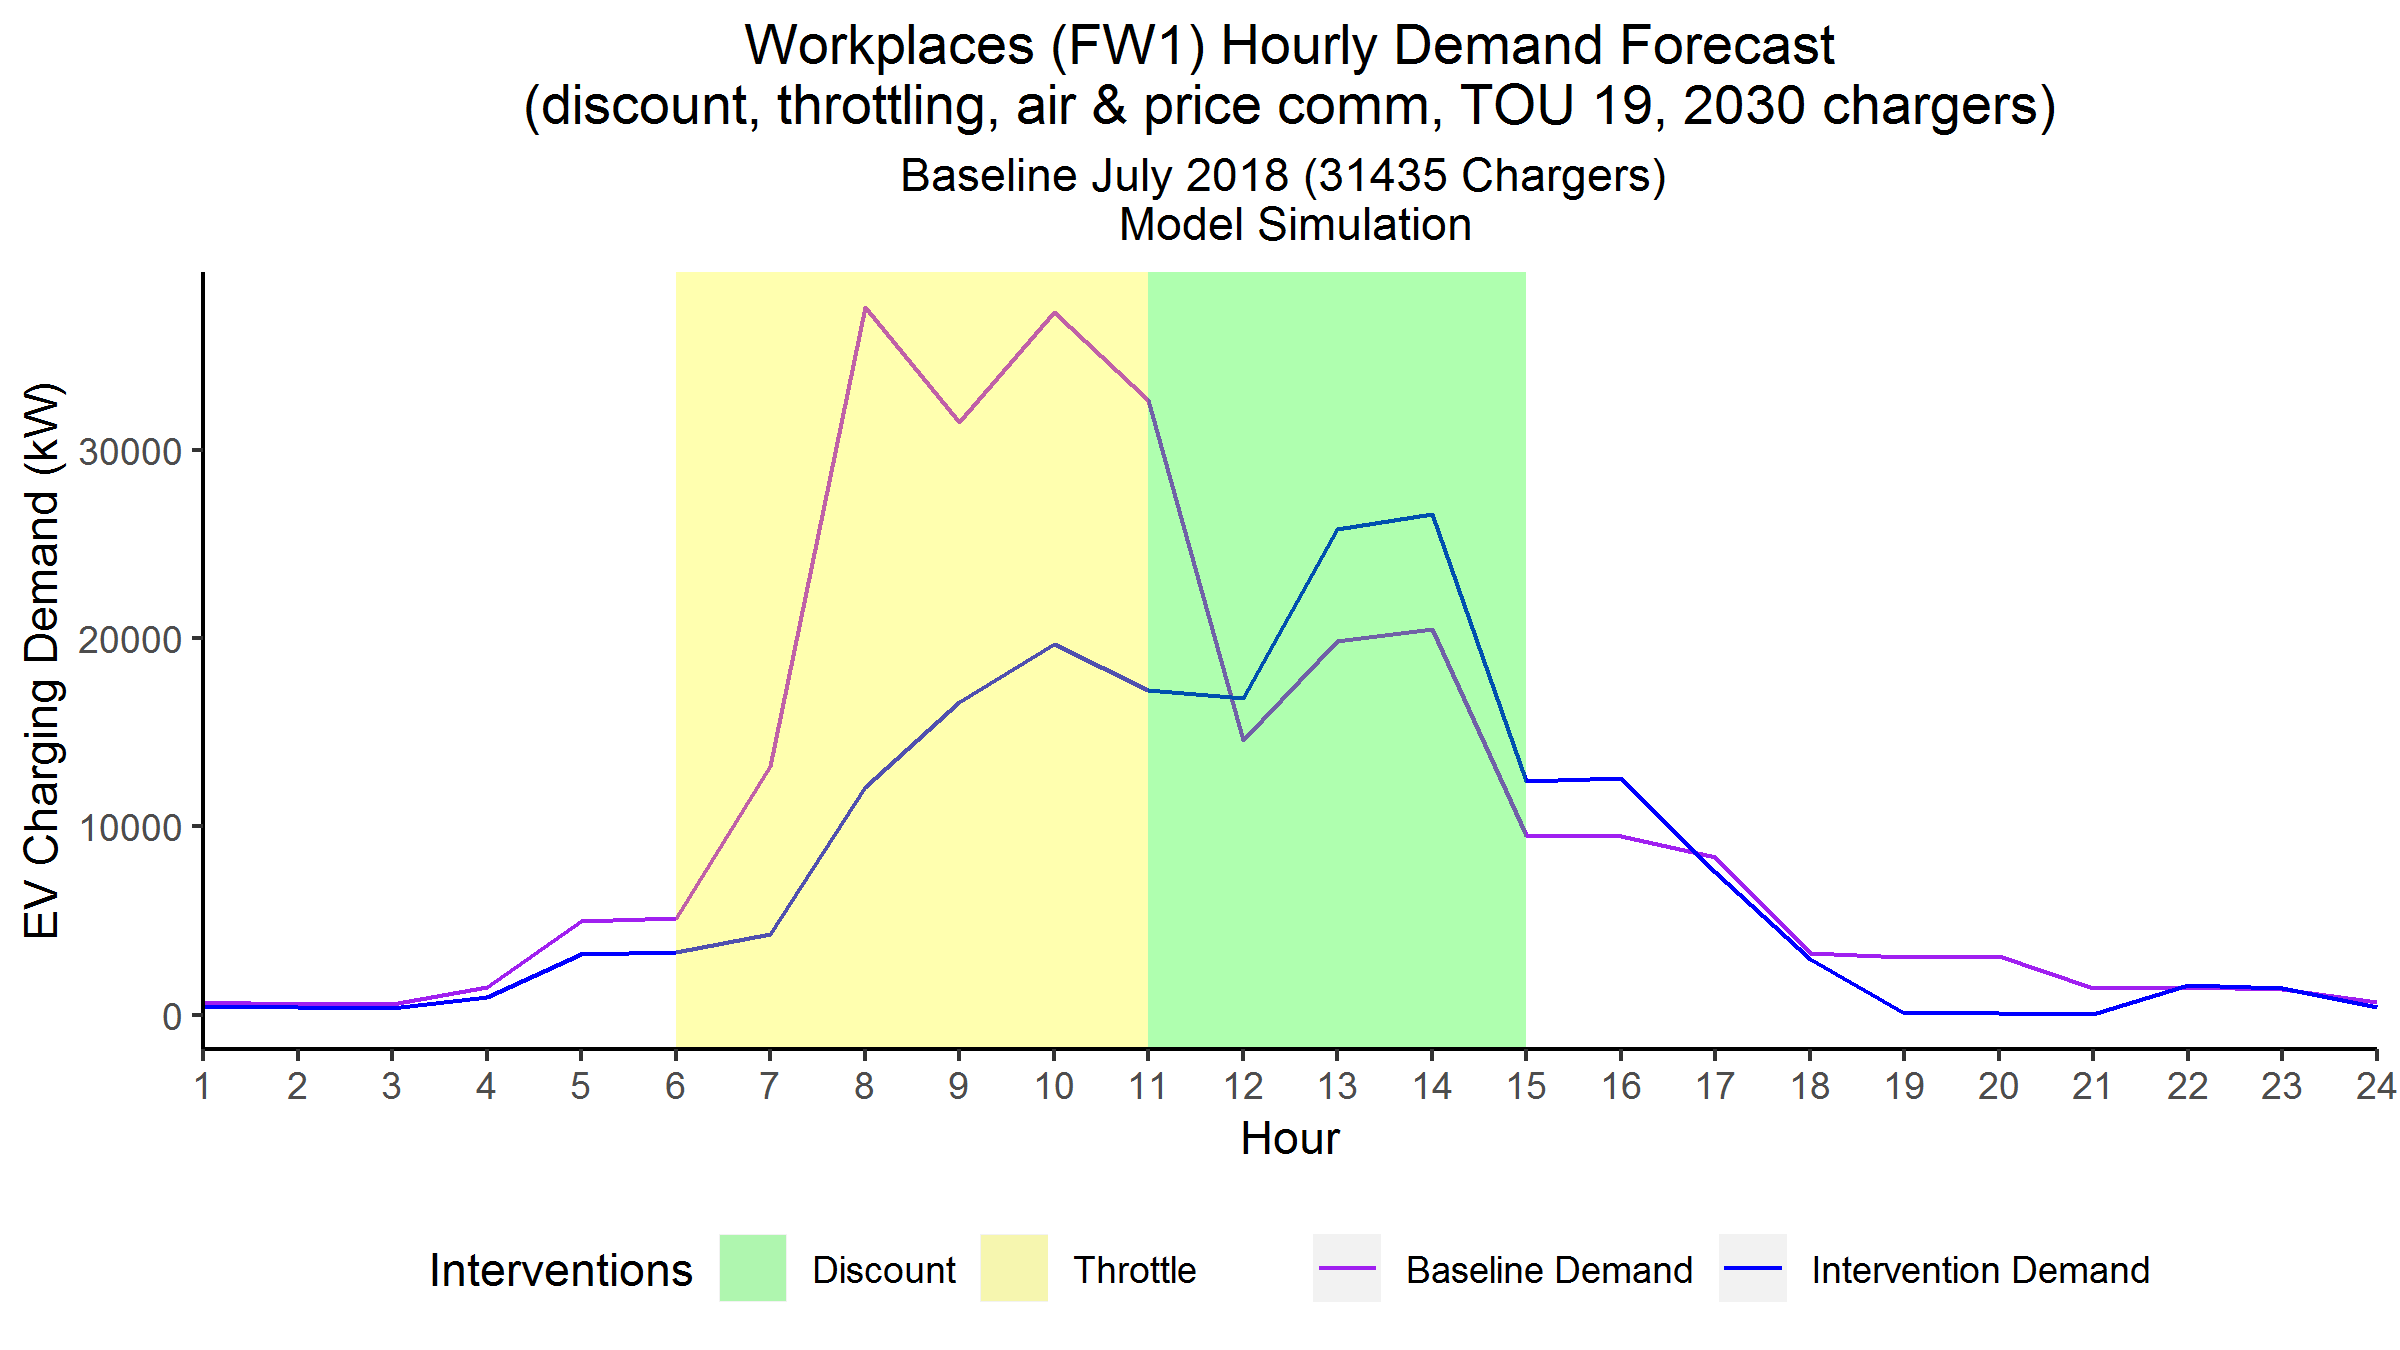 Workplaces (FW1) Hourly Demand Forecast
(discount, throttling, air & price comm, TOU 19, 2030 chargers)
Baseline July 2018 (31435 Chargers)
Model Simulation
EV Charging Demand (kW)
30000
20000
10000
0
1 2 3 4 5 6 7 8 9 10 11 12 13 14 15 16 17 18 19 20 21 22 23 24
Hour
Interventions Discount Throttle Baseline Demand Intervention Demand